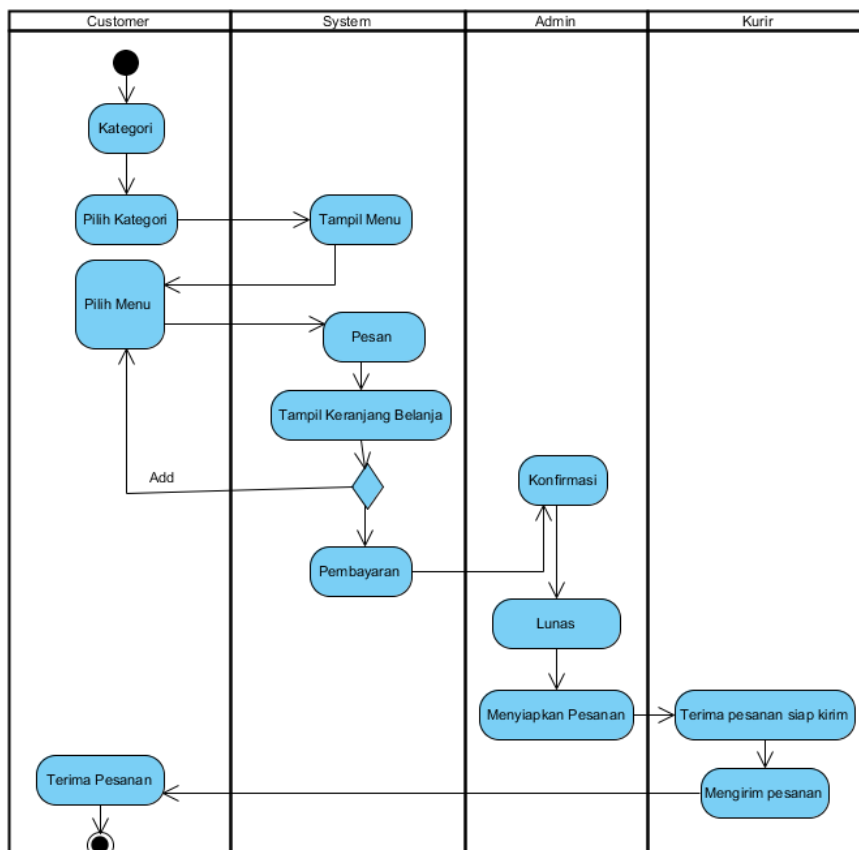 Customer
System
Admin
Kurir
Kategori
Pilih Kategori
Tampil Menu
Pilih Menu
Pesan
Tampil Keranjang Belanja
Add
Konfirmasi
Pembayaran
Lunas
Menyiapkan Pesanan
Terima pesanan siap kirim
Terima Pesanan
Mengirim pesanan